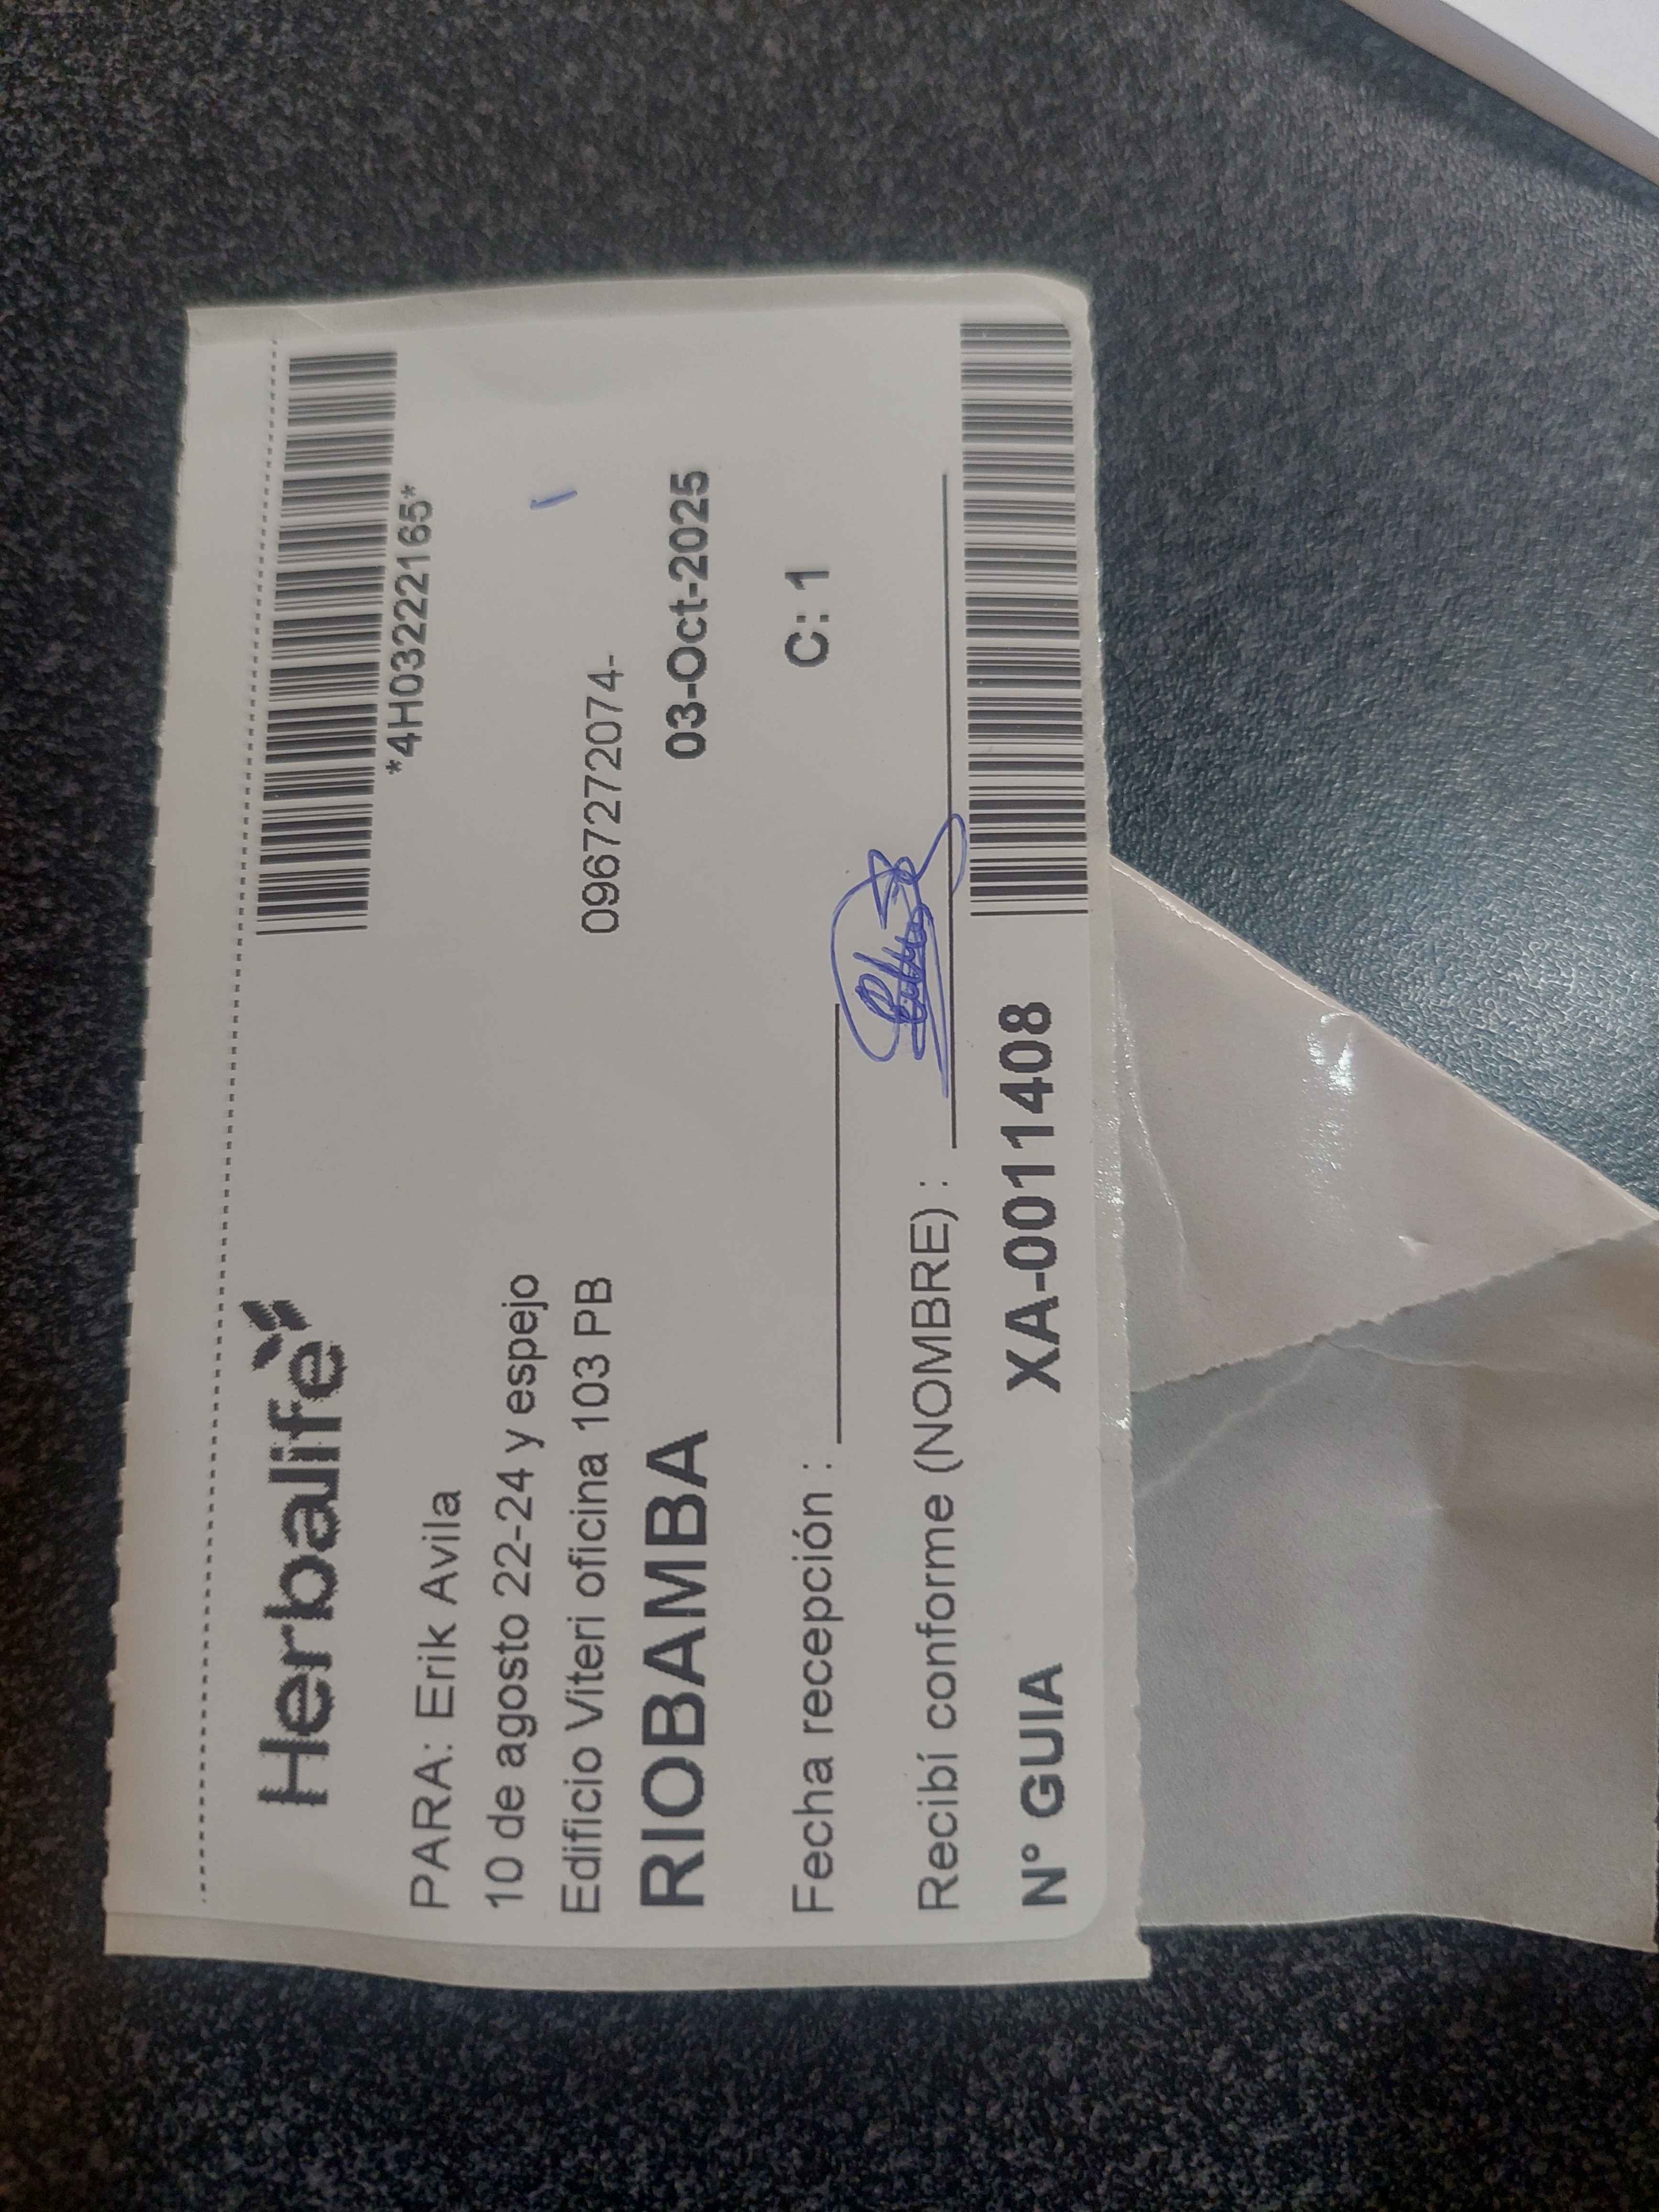 Herbalife
*4H03222165*
PARA: Erik Avila
10 de agosto 22-24 y espejo
Edificio Viteri oficina 103 PB
0967272074-
RIOBAMBA
03-Oct-2025
Fecha recepción :
C: 1
Recibí conforme (NOMBRE) :
N° GUIA
XA-0011408